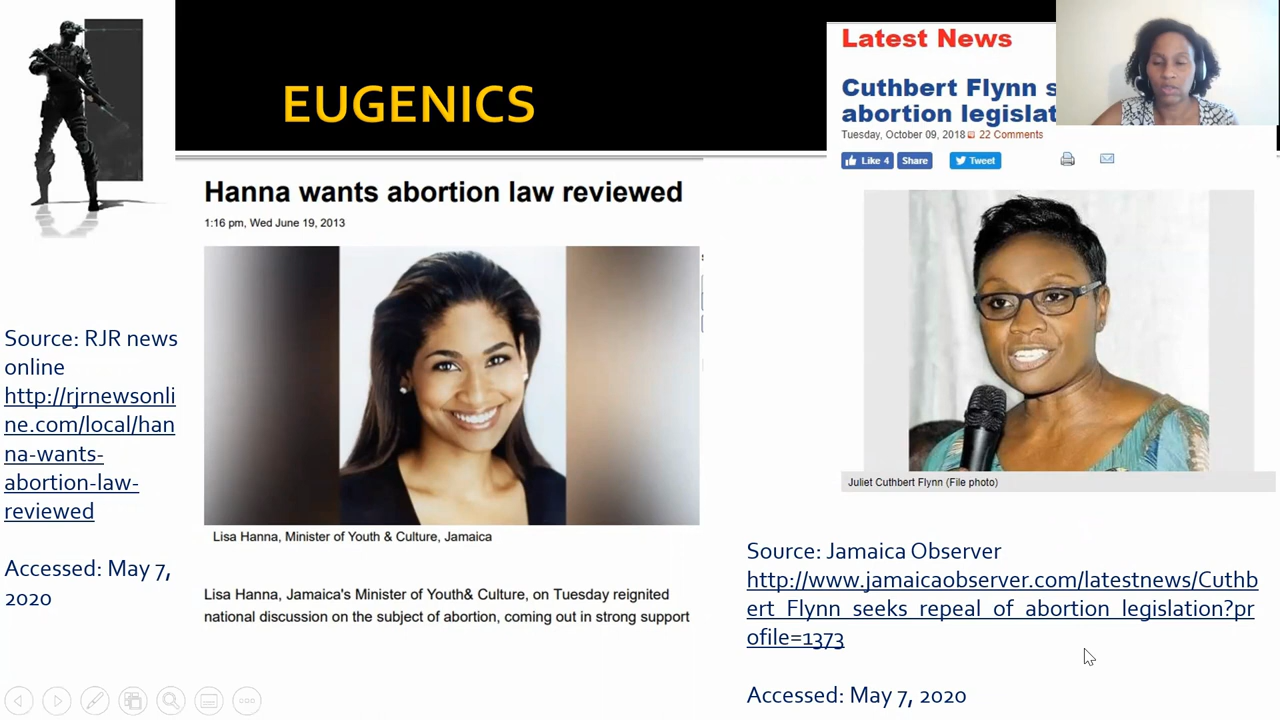 EUGENICS
Hanna wants abortion law reviewed
1:16 pm, Wed June 19, 2013
Lisa Hanna, Minister of Youth & Culture, Jamaica
Lisa Hanna, Jamaica's Minister of Youth& Culture, on Tuesday reignited
national discussion on the subject of abortion, coming out in strong support
Source: RJR news
online
http://rjrnewsonli
ne.com/local/han
na-wants-
abortion-law-
reviewed
Accessed: May 7,
2020
Latest News
Cuthbert Flynn s
abortion legislat
Tuesday, October 09, 2018 22 Comments
Like 4 Share Tweet
Juliet Cuthbert Flynn (File photo)
Source: Jamaica Observer
http://www.jamaicaobserver.com/latestnews/Cuthb
ert_Flynn_seeks_repeal_of_abortion_legislation?pr
ofile=1373
Accessed: May 7, 2020